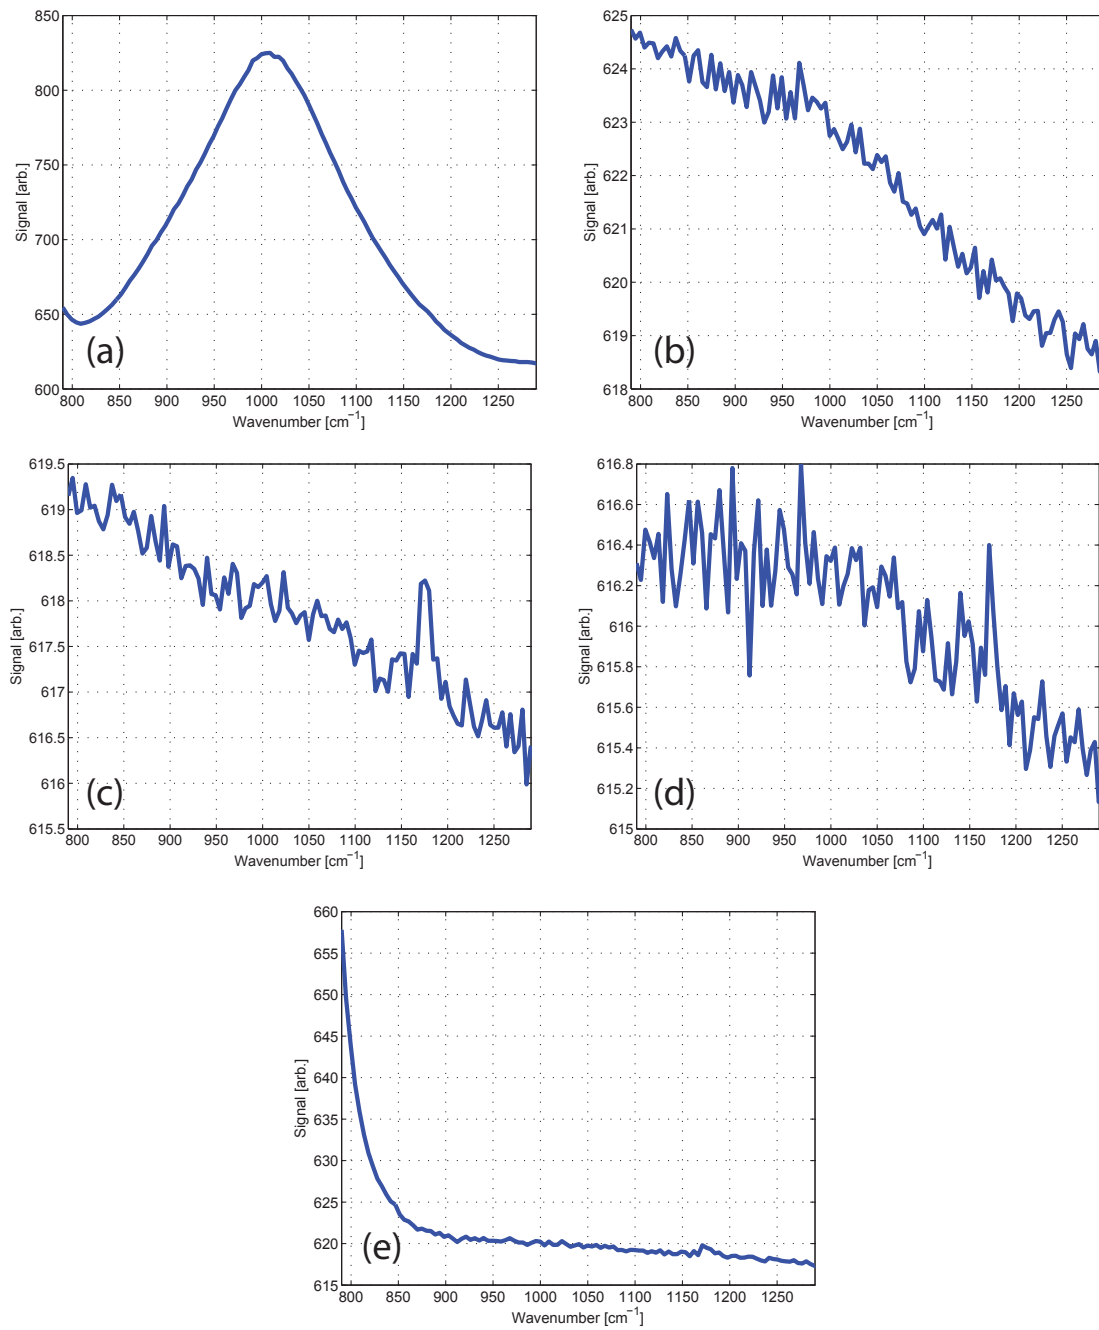 850
800
750
700
650
600
Signal [arb.]
(a)
800 850 900 950 1000 1050 1100 1150 1200 1250
Wavenumber [cm⁻¹]
625
624
623
622
621
620
619
618
Signal [arb.]
(b)
800 850 900 950 1000 1050 1100 1150 1200 1250
Wavenumber [cm⁻¹]
619.5
619
618.5
618
617.5
617
616.5
616
615.5
Signal [arb.]
(c)
800 850 900 950 1000 1050 1100 1150 1200 1250
Wavenumber [cm⁻¹]
616.8
616.6
616.4
616.2
616
615.8
615.6
615.4
615.2
615
Signal [arb.]
(d)
800 850 900 950 1000 1050 1100 1150 1200 1250
Wavenumber [cm⁻¹]
660
655
650
645
640
635
630
625
620
615
Signal [arb.]
(e)
800 850 900 950 1000 1050 1100 1150 1200 1250
Wavenumber [cm⁻¹]